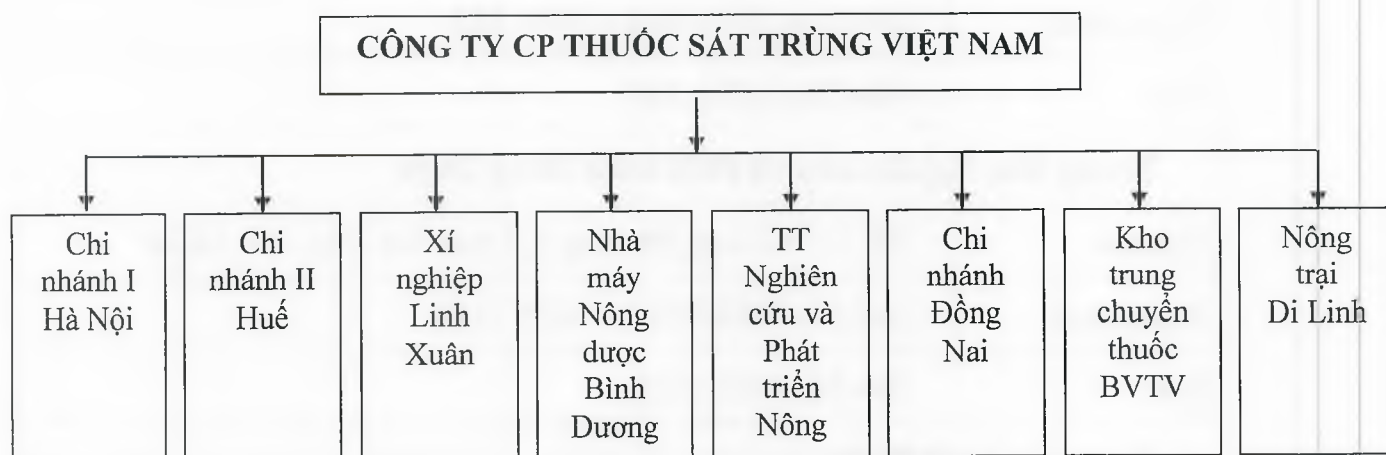 CÔNG TY CP THUỐC SÁT TRÙNG VIỆT NAM
Chi
nhánh I
Hà Nội
Chi
nhánh II
Huế
Xí
nghiệp
Linh
Xuân
Nhà
máy
Nông
dược
Bình
Dương
TT
Nghiên
cứu và
Phát
triển
Nông
Chi
nhánh
Đồng
Nai
Kho
trung
chuyển
thuốc
BVTV
Nông
trại
Di Linh